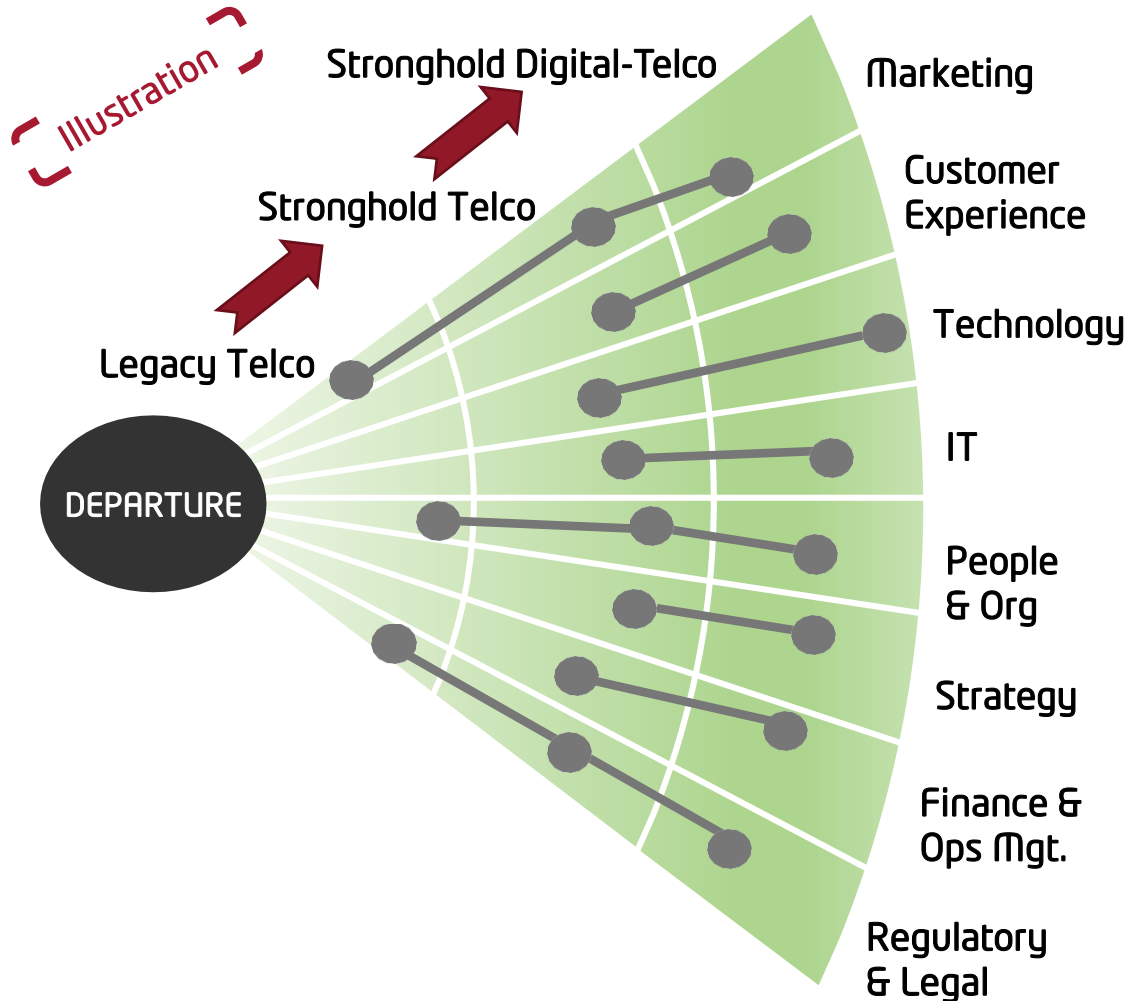 Illustration
Stronghold Digital-Telco
Stronghold Telco
Legacy Telco
DEPARTURE
Marketing
Customer
Experience
Technology
IT
People
& Org
Strategy
Finance &
Ops Mgt.
Regulatory
& Legal